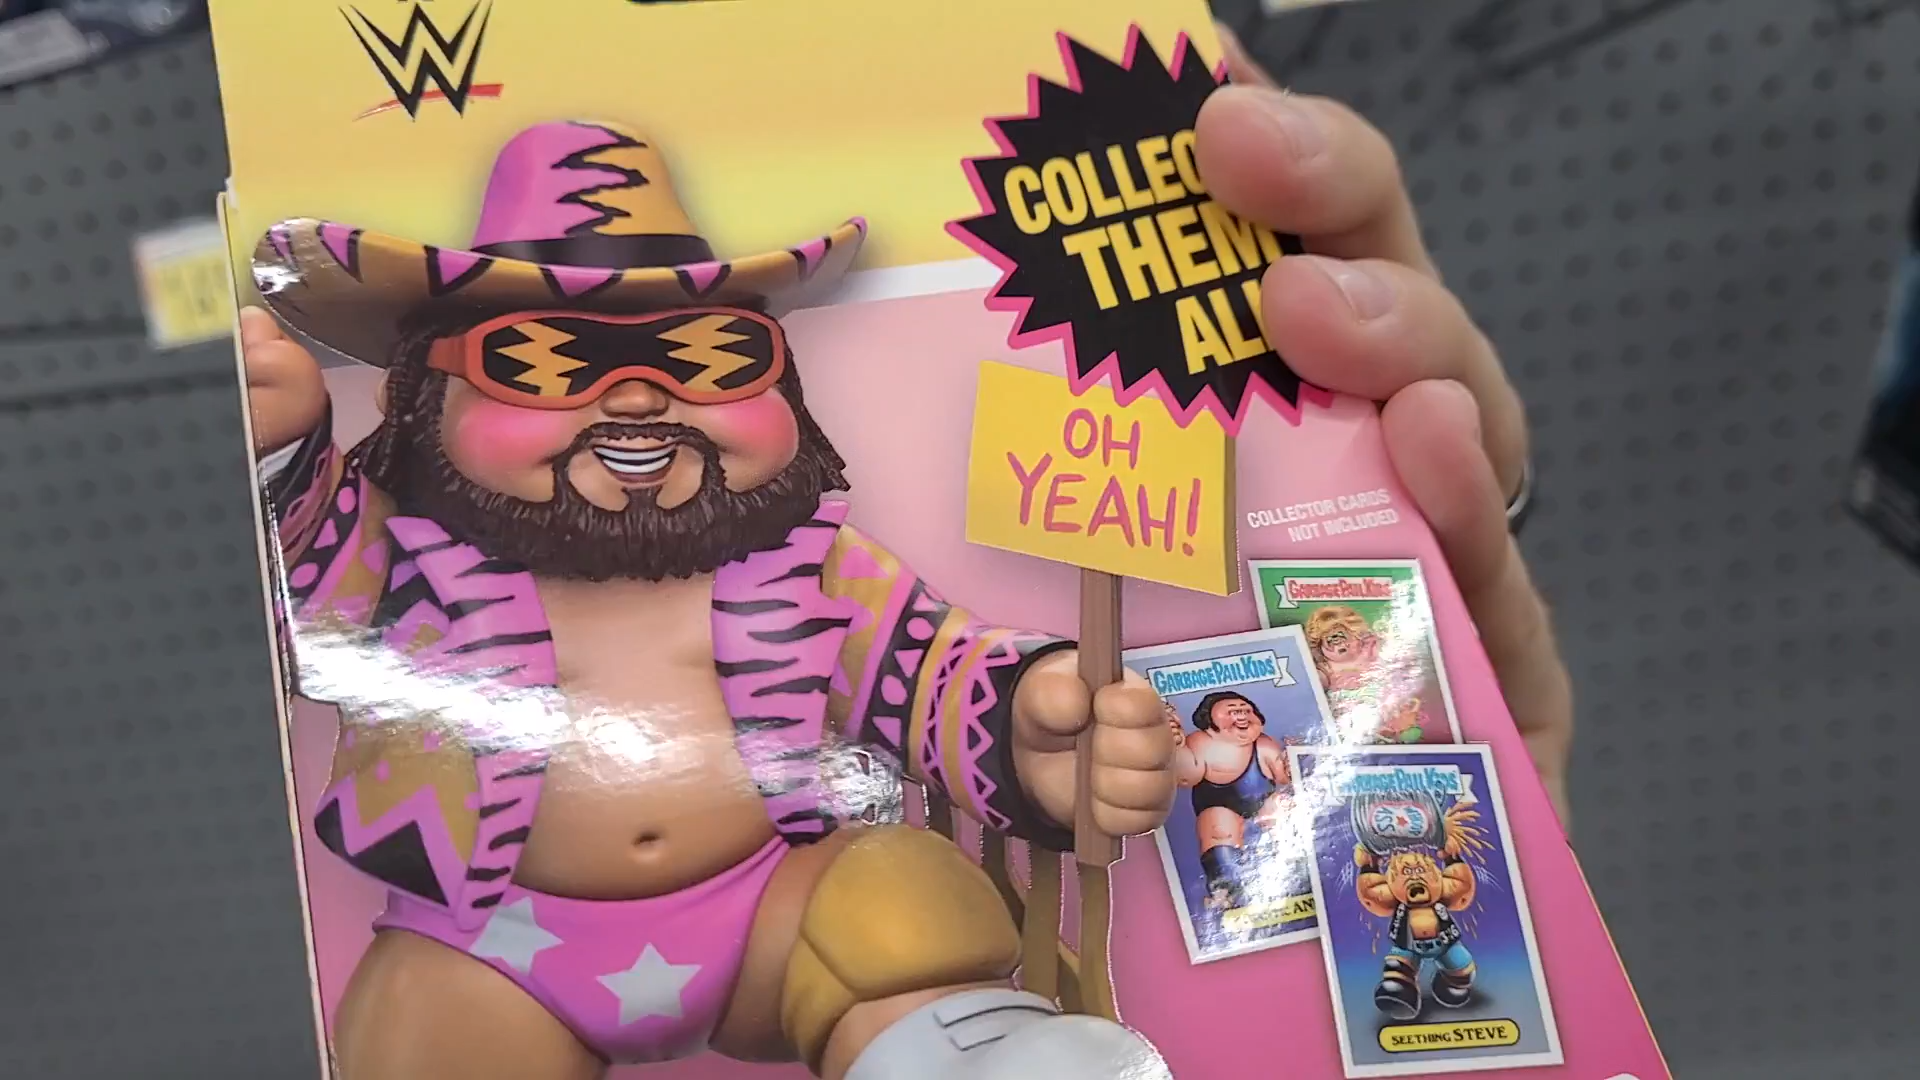 W
COLLEC
THEM
ALL
OH
YEAH!
COLLECTOR CARDS
NOT INCLUDED
GARBAGE PAIL KIDS
GARBAGE PAIL KIDS
GARBAGE PAIL KIDS
SEETHING STEVE